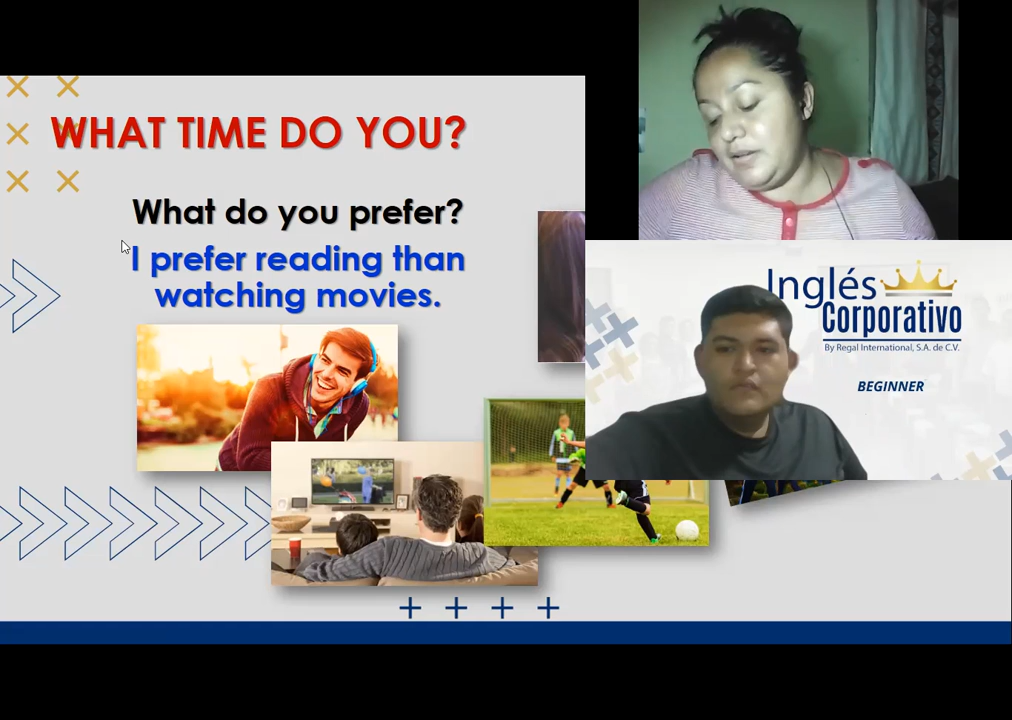 WHAT TIME DO YOU?
What do you prefer?
I prefer reading than
watching movies.
Inglés
Corporativo
By Regal International, S.A. de C.V.
BEGINNER